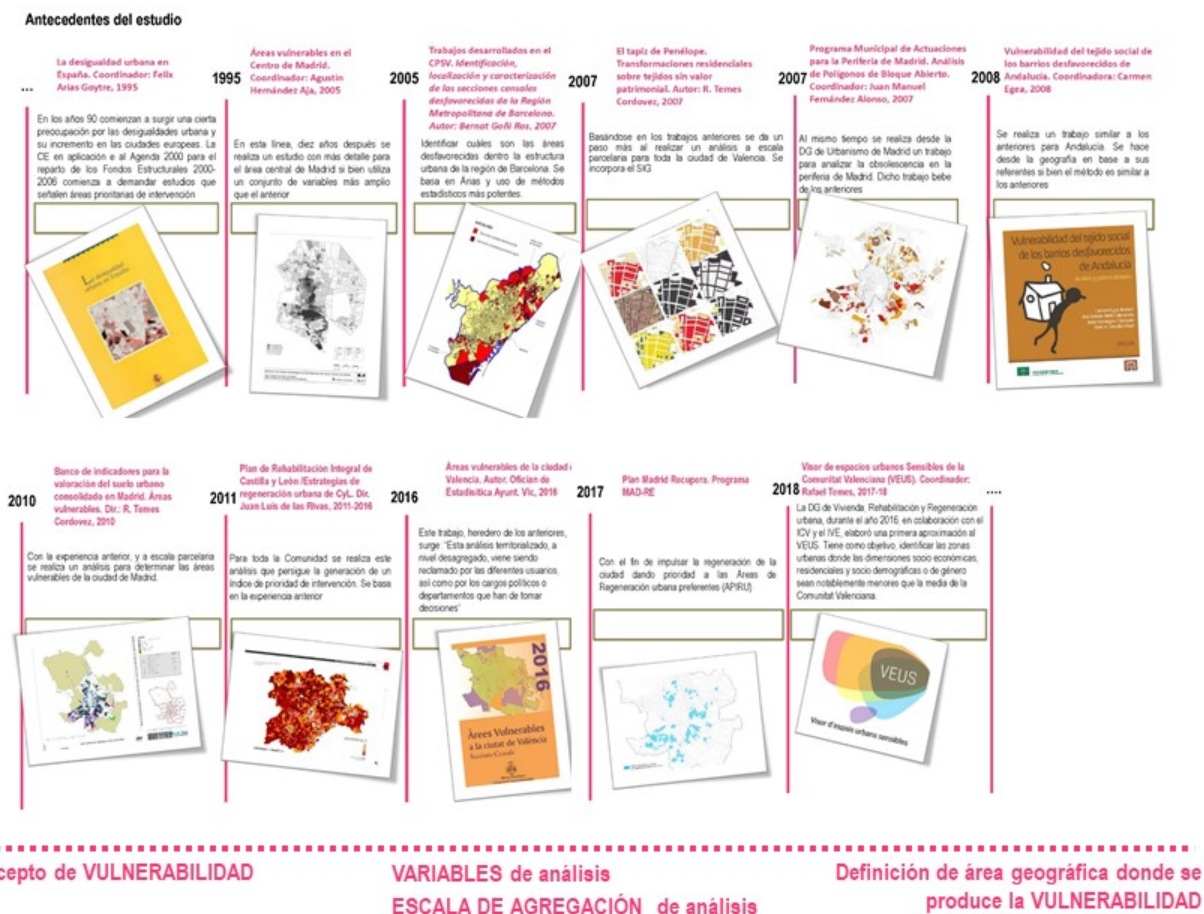 Antecedentes del estudio
...
La desigualdad urbana en
España. Coordinador: Felix
Arias Goytre, 1995
En los años 90 comienzan a surgir una cierta
preocupación por las desigualdades urbana y
su incremento en las ciudades europeas. La
CE en aplicación e al Agenda 2000 para el
reparto de los Fondos Estructurales 2000-
2006 comienza a demandar estudios que
señalen áreas prioritarias de intervención
La desigualdad
urbana en España
1995
Áreas vulnerables en el
Centro de Madrid.
Coordinador: Agustín
Hernández Aja, 2005
En esta línea, diez años después se
realiza un estudio con más detalle para
el área central de Madrid si bien utiliza
un conjunto de variables más amplio
que el anterior
2005
Trabajos desarrollados en el
CPSV. Identificación,
localización y caracterización
de las secciones censales
desfavorecidas de la Región
Metropolitana de Barcelona.
Autor: Bernat Goñi Ros, 2007
Identificar cuáles son las áreas
desfavorecidas dentro la estructura
urbana de la región de Barcelona. Se
basa en Arias y uso de métodos
estadísticos más potentes.
2007
El tapiz de Penélope.
Transformaciones residenciales
sobre tejidos sin valor
patrimonial. Autor: R. Temes
Cordovez, 2007
Basándose en los trabajos anteriores se da un
paso más al realizar un análisis a escala
parcelaria para toda la ciudad de Valencia. Se
incorpora el SIG
2007
Programa Municipal de Actuaciones
para la Periferia de Madrid. Análisis
de Polígonos de Bloque Abierto.
Coordinador: Juan Manuel
Fernández Alonso, 2007
Al mismo tiempo se realiza desde la
DG de Urbanismo de Madrid un trabajo
para analizar la obsolescencia en la
periferia de Madrid. Dicho trabajo bebe
de los anteriores
2008
Vulnerabilidad del tejido social de
los barrios desfavorecidos de
Andalucía. Coordinadora: Carmen
Egea, 2008
Se realiza un trabajo similar a los
anteriores para Andalucía. Se hace
desde la geografía en base a sus
referentes si bien el método es similar a
los anteriores
Vulnerabilidad del tejido social
de los barrios desfavorecidos
de Andalucía
2010
Banco de indicadores para la
valoración del suelo urbano
consolidado en Madrid. Áreas
vulnerables. Dir.: R. Temes
Cordovez, 2010
Con la experiencia anterior, y a escala parcelaria
se realiza un análisis para determinar las áreas
vulnerables de la ciudad de Madrid
2011
Plan de Rehabilitación Integral de
Castilla y León /Estrategias de
regeneración urbana de CyL. Dir.
Juan Luis de las Rivas, 2011-2016
Para toda la Comunidad se realiza este
análisis que persigue la generación de un
índice de prioridad de intervención. Se basa
en la experiencia anterior
2016
Áreas vulnerables de la ciudad
Valencia. Autor. Ofician de
Estadisitica Ayunt. Vlc, 2016
Este trabajo, heredero de los anteriores,
surge: "Esta análisis territorializado, a
nivel desagregado, viene siendo
reclamado por las diferentes usuarios,
así como por los cargos políticos o
departamentos que han de tomar
decisiones"
2016
Àrees Vulnerables
a la ciutat de València
Seccions Censals
2017
Plan Madrid Recupera. Programa
MAD-RE
Con el fin de impulsar la regeneración de la
ciudad dando prioridad a las Áreas de
Regeneración urbana preferentes (APIRU)
2018
Visor de espacios urbanos Sensibles de la
Comunitat Valenciana (VEUS). Coordinador:
Rafael Temes, 2017-18
La DG de Vivienda, Rehabilitación y Regeneración
urbana, durante el año 2016, en colaboración con el
ICV y el IVE, elaboró una primera aproximación al
VEUS. Tiene como objetivo, identificar las zonas
urbanas donde las dimensiones socio económicas,
residenciales y socio demográficas o de género
sean notablemente menores que la media de la
Comunitat Valenciana.
VEUS
Visor d'espais urbans sensibles
....
cepto de VULNERABILIDAD
VARIABLES de análisis
ESCALA DE AGREGACIÓN de análisis
Definición de área geográfica donde se
produce la VULNERABILIDAD